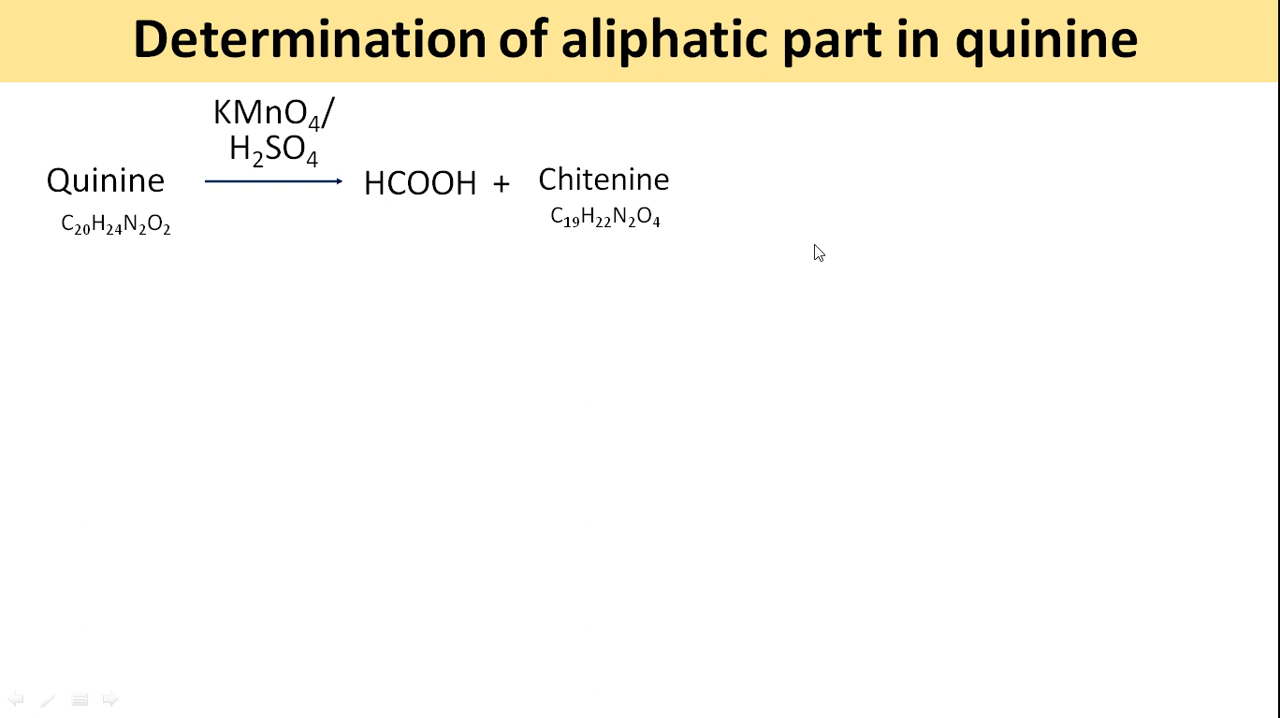 Determination of aliphatic part in quinine
KMnO₄/
H₂SO₄
Quinine
HCOOH + Chitenine
C₂₀H₂₄N₂O₂
C₁₉H₂₂N₂O₄